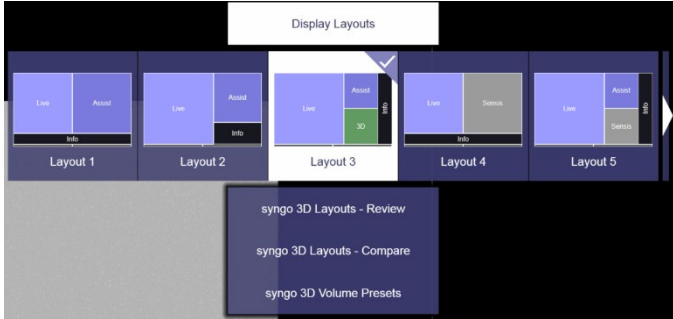 Display Layouts
Live Assist Info
Live Assist Info
Live Assist 3D Info
Live Sensis Info
Live Assist Sensis Info
Layout 1 Layout 2 Layout 3 Layout 4 Layout 5
syngo 3D Layouts - Review
syngo 3D Layouts - Compare
syngo 3D Volume Presets